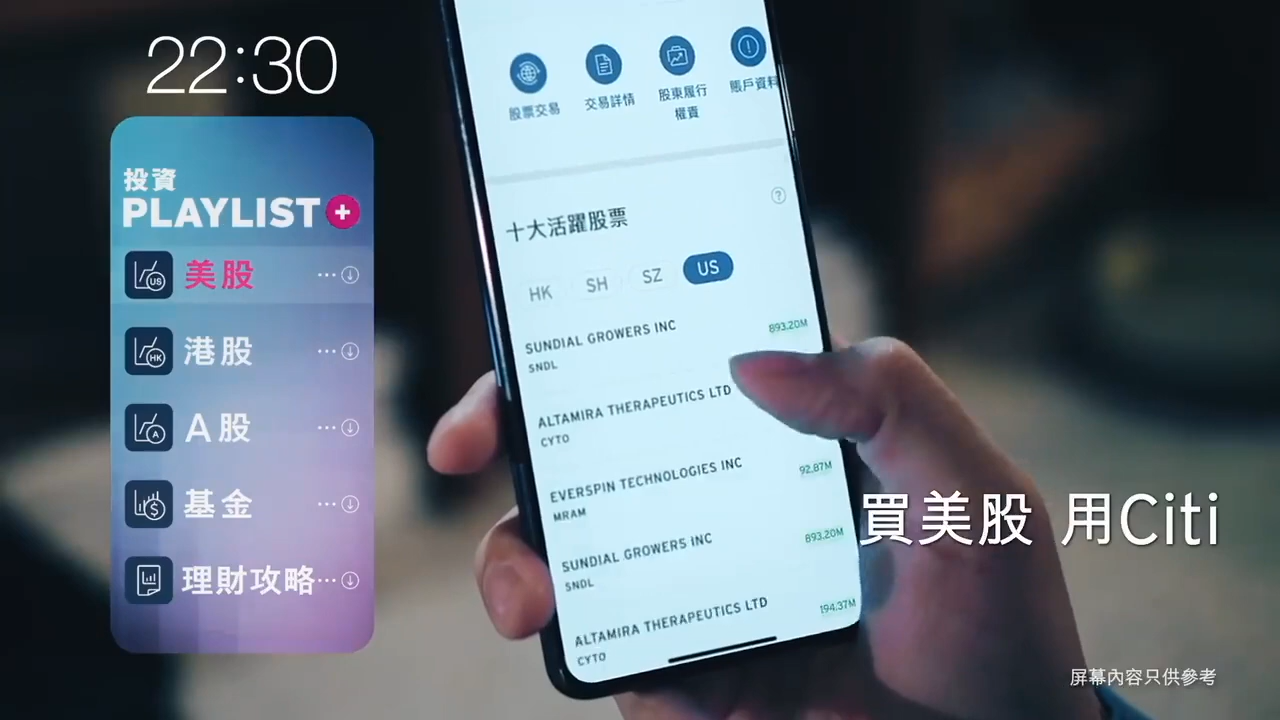 22:30
投資
PLAYLIST+
US
美股
HK
港股
A
A股
$
基金
理財攻略
股票交易
交易詳情
股東履行
權責
賬戶資料
十大活躍股票
?
HK SH SZ US
SUNDIAL GROWERS INC
893.20M
SNDL
ALTAMIRA THERAPEUTICS LTD
CYTO
EVERSPIN TECHNOLOGIES INC
92.87M
MRAM
SUNDIAL GROWERS INC
893.20M
SNDL
ALTAMIRA THERAPEUTICS LTD
194.37M
CYTO
買美股 用Citi
屏幕內容只供參考